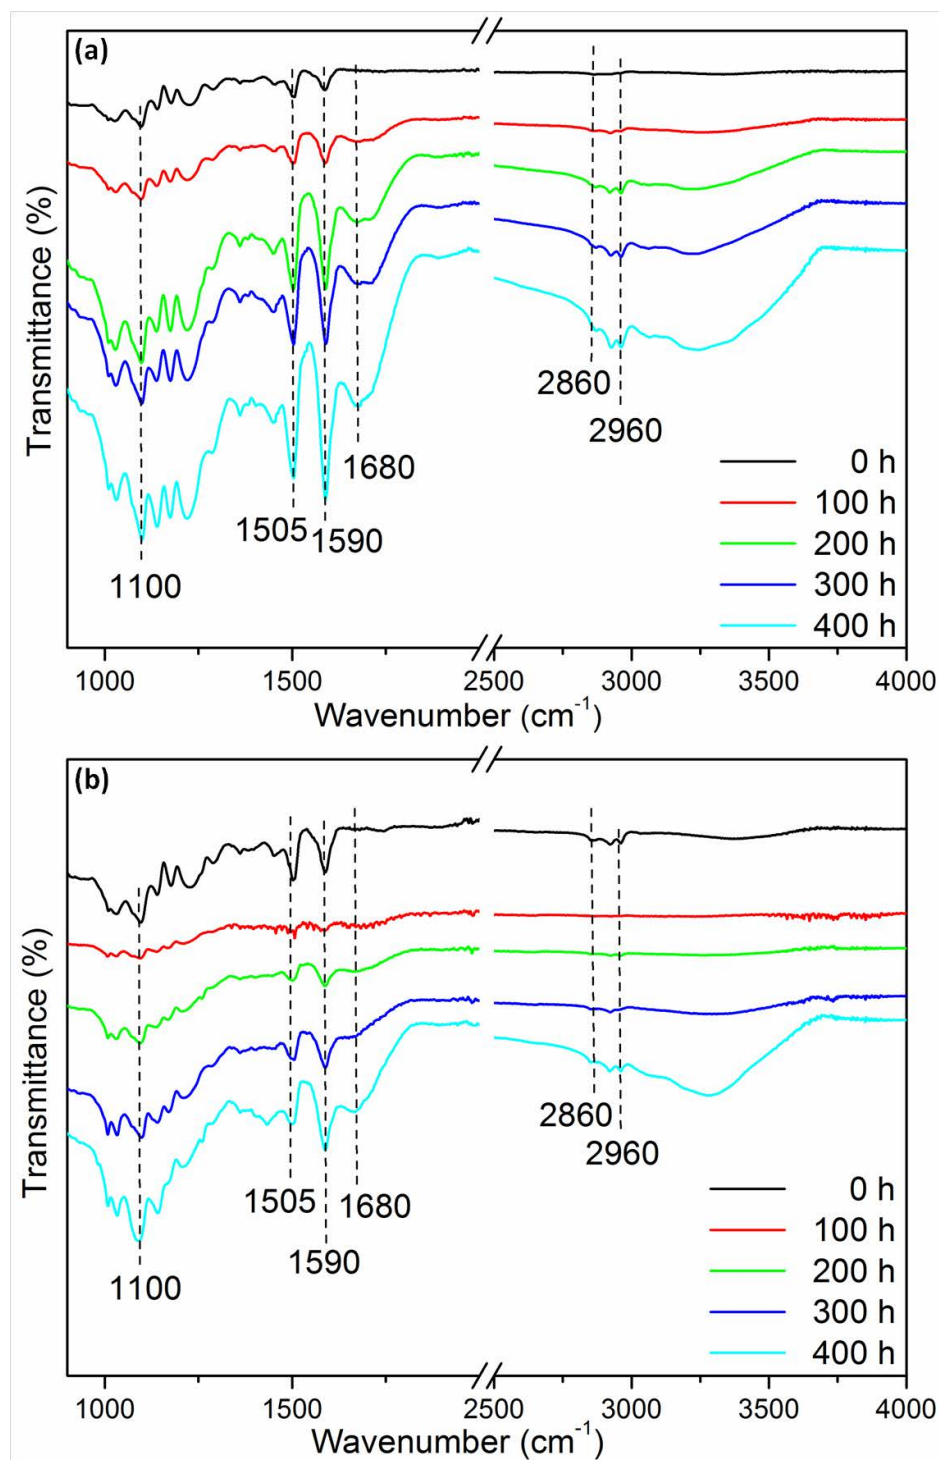 (a)
Transmittance (%)
2860
2960
1680
1505
1590
1100
0 h
100 h
200 h
300 h
400 h
1000 1500 2500 3000 3500 4000
Wavenumber (cm⁻¹)
(b)
Transmittance (%)
2860
2960
1505 1680
1590
1100
0 h
100 h
200 h
300 h
400 h
1000 1500 2500 3000 3500 4000
Wavenumber (cm⁻¹)